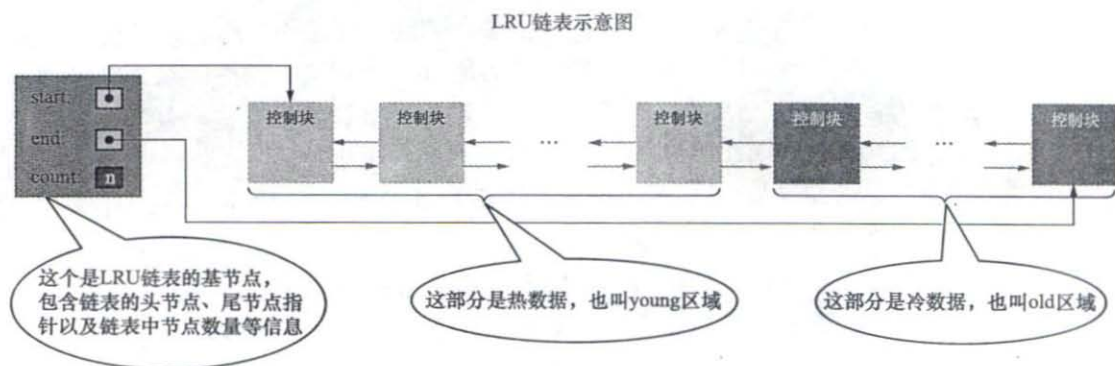 LRU链表示意图
start:
end:
count: n
控制块
控制块
...
控制块
控制块
...
控制块
这个是LRU链表的基节点，
包含链表的头节点、尾节点指
针以及链表中节点数量等信息
这部分是热数据，也叫young区域
这部分是冷数据，也叫old区域